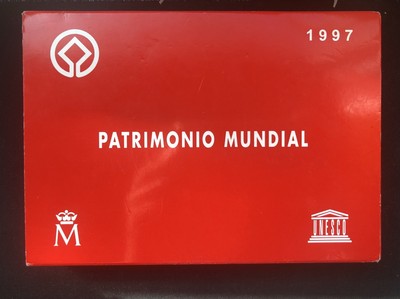 1997
PATRIMONIO MUNDIAL
M
UNESCO